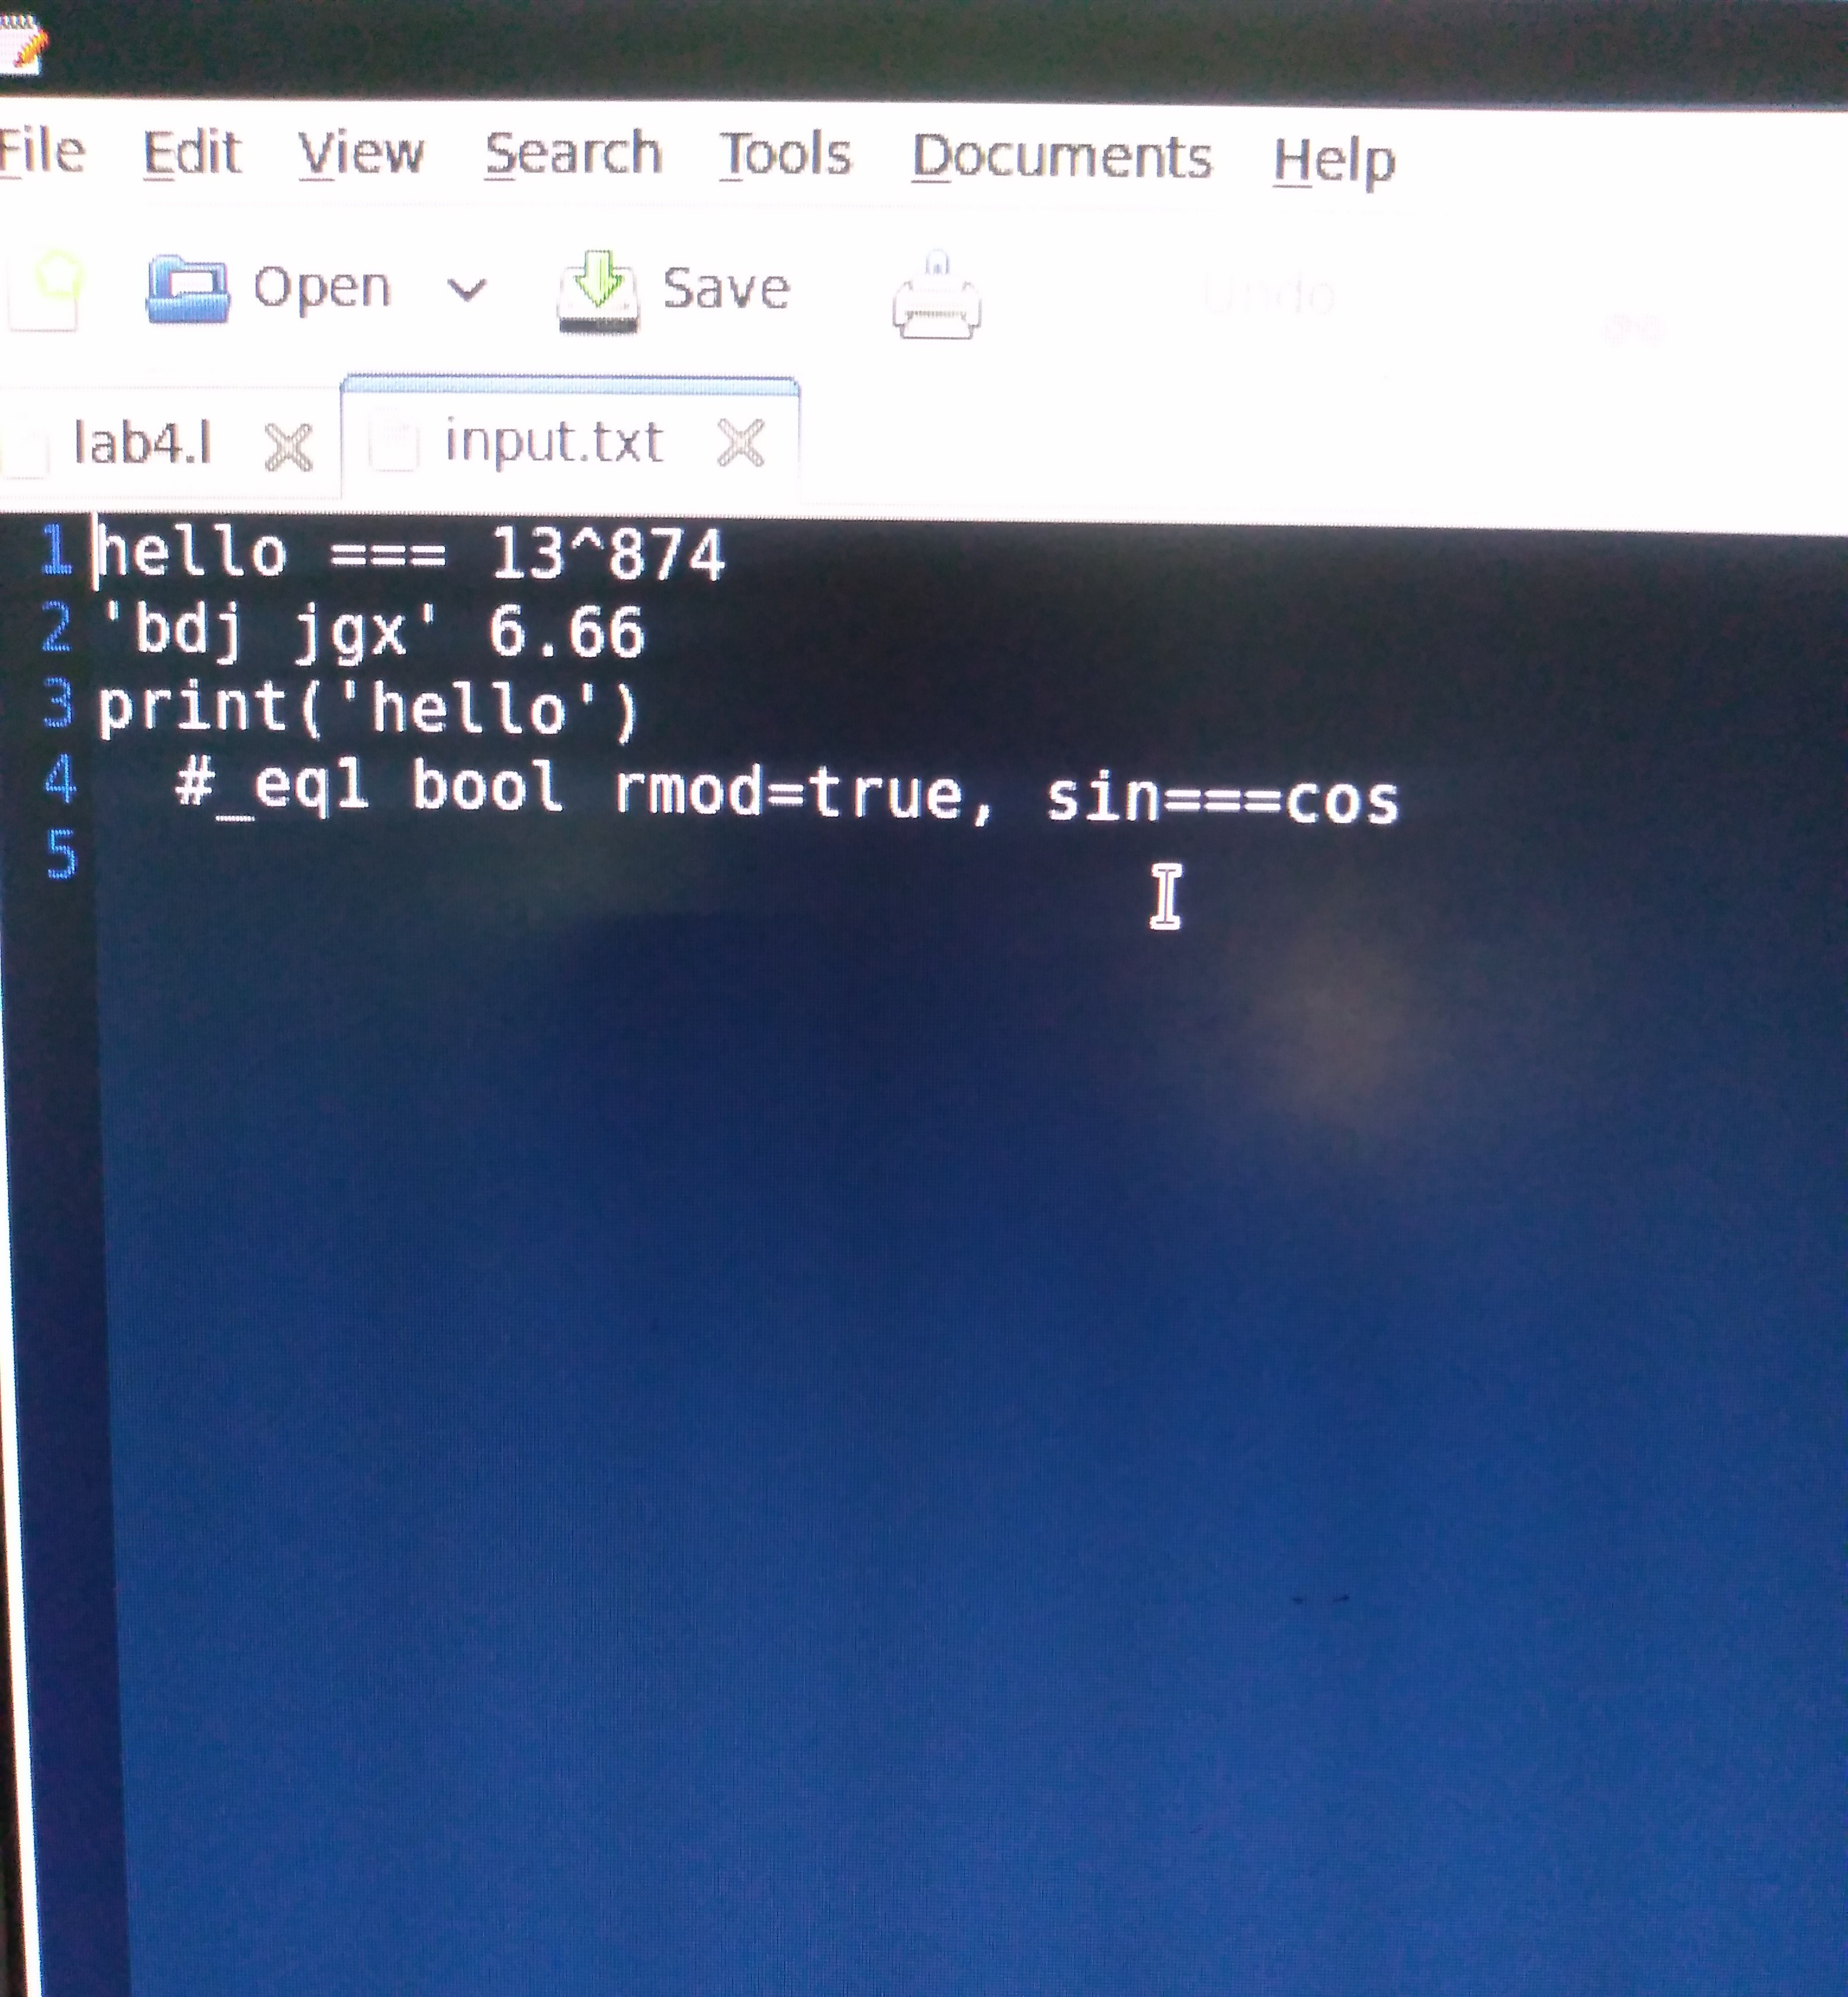 File Edit View Search Tools Documents Help
Open Save Undo
lab4.l input.txt
1 hello === 13^874
2 'bdj jgx' 6.66
3 print('hello')
4   #_eq1 bool rmod=true, sin===cos
5